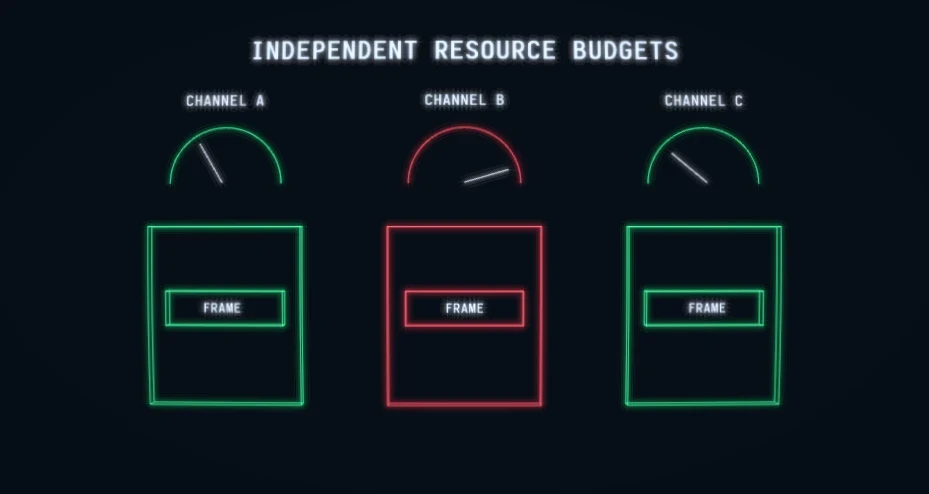 INDEPENDENT RESOURCE BUDGETS
CHANNEL A
CHANNEL B
CHANNEL C
FRAME
FRAME
FRAME